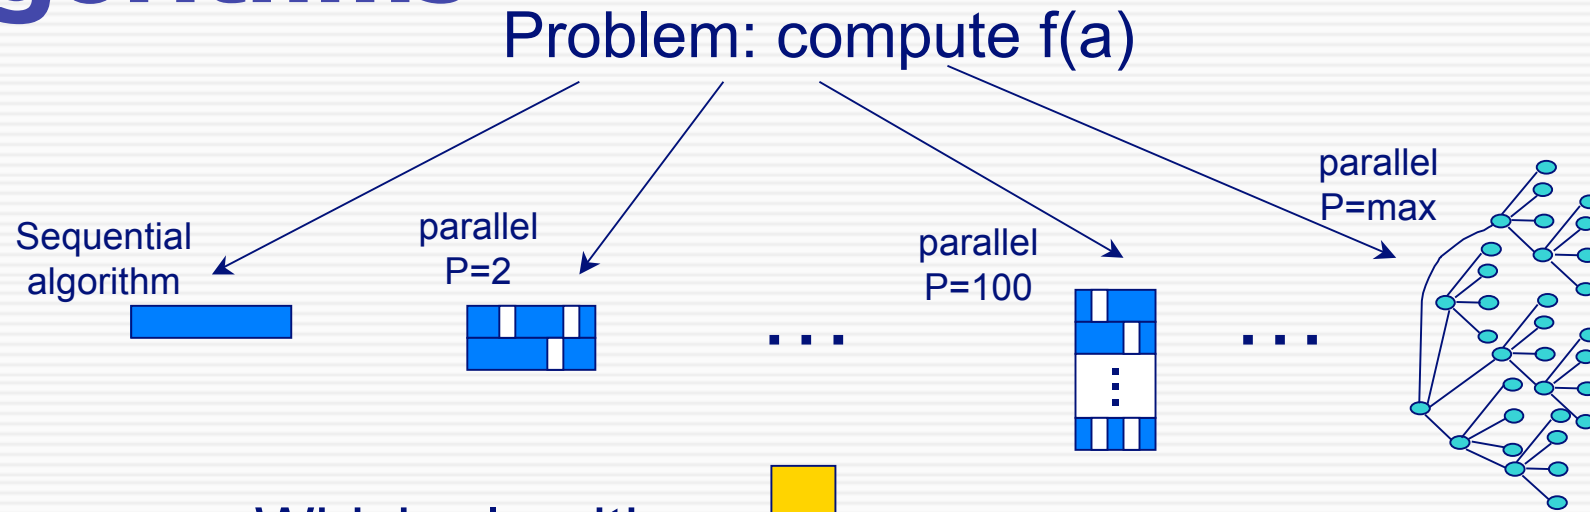 Problem: compute f(a)
Sequential
algorithm
parallel
P=2
parallel
P=100
parallel
P=max